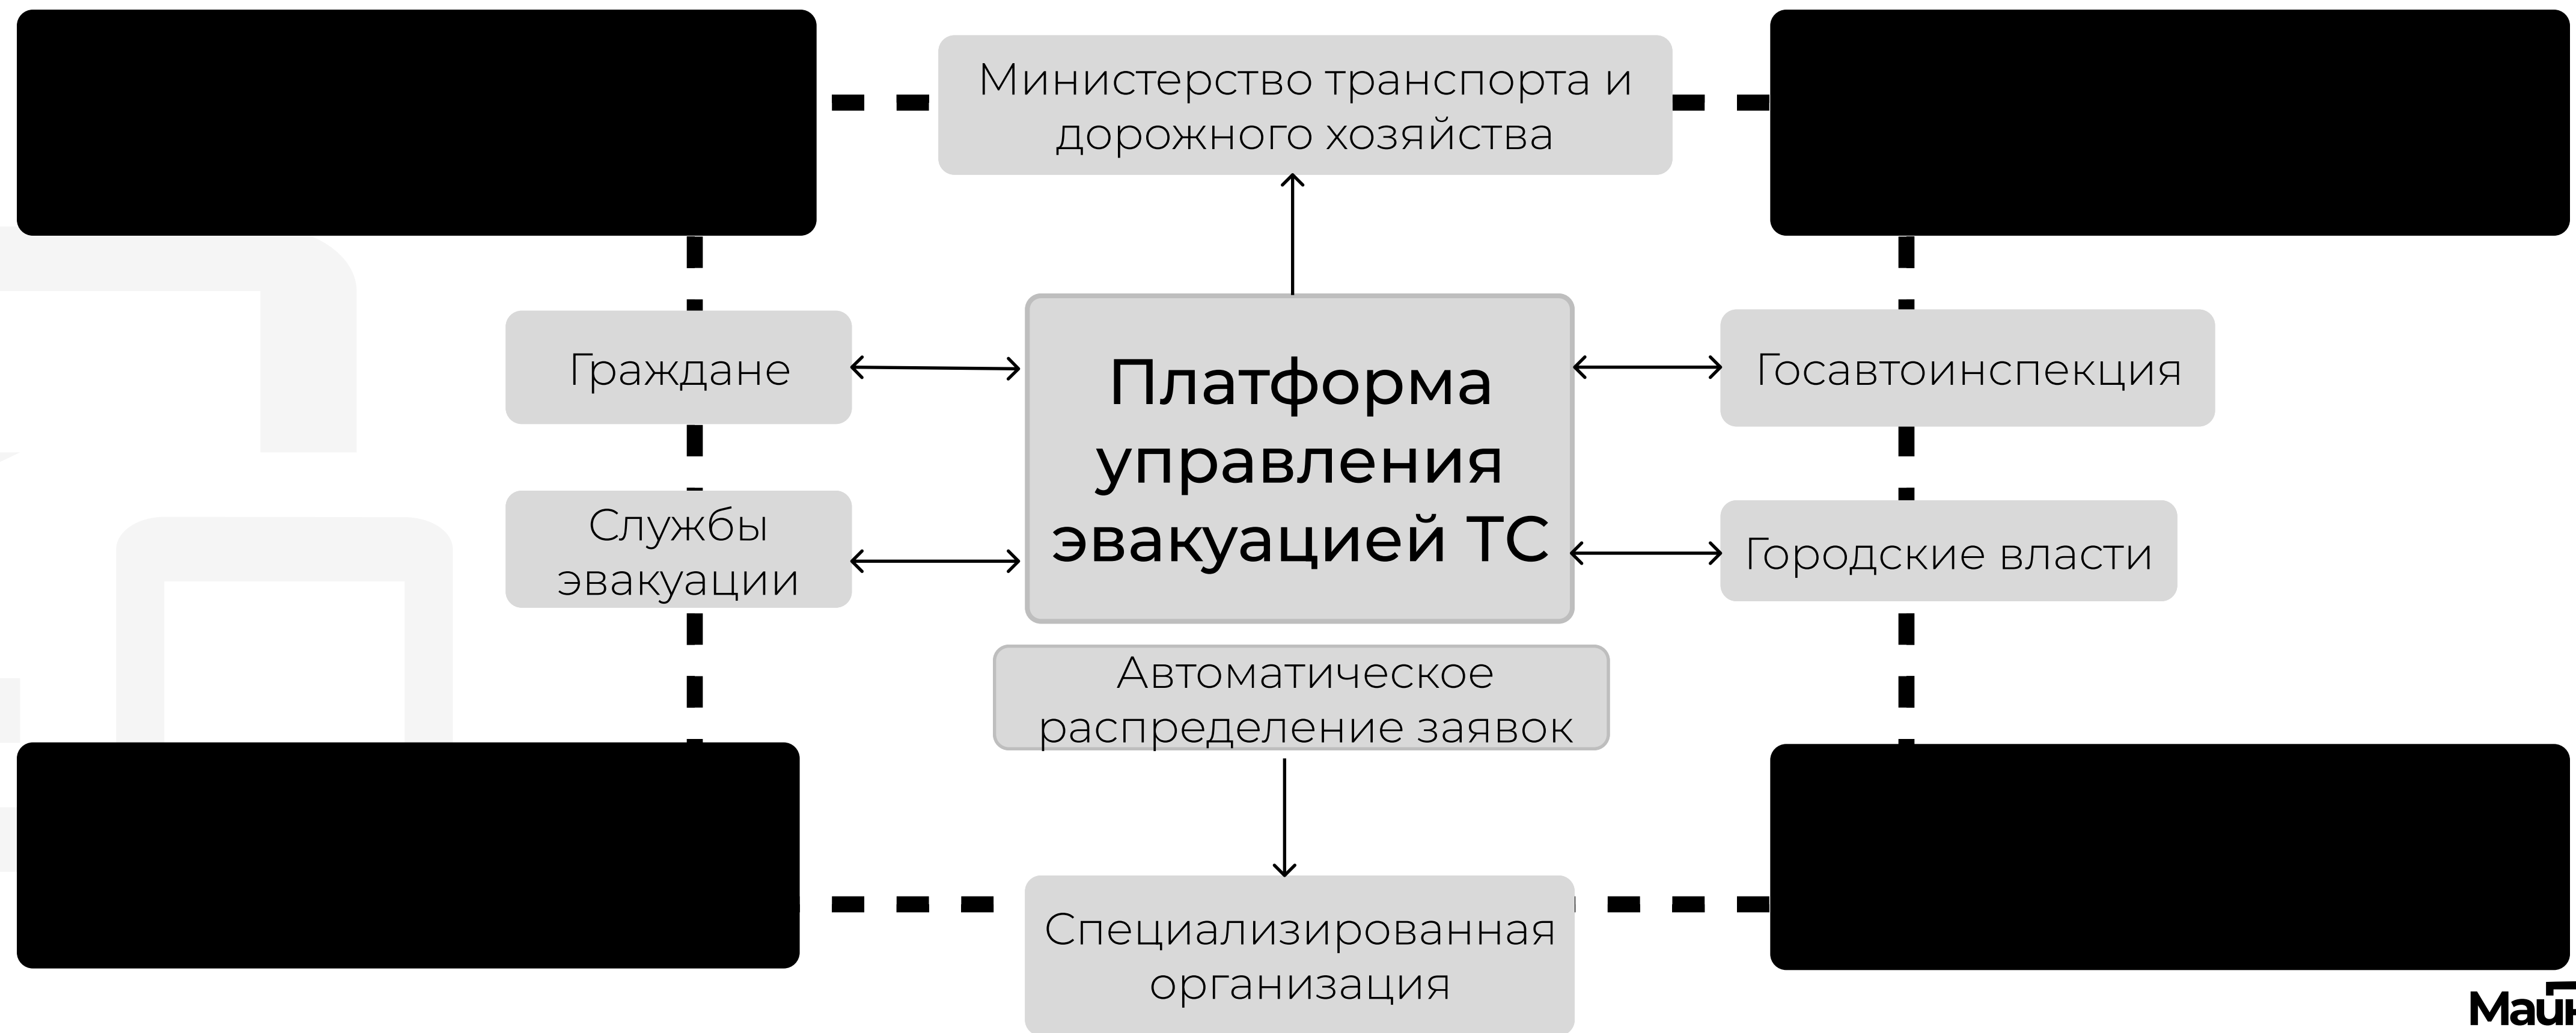 Министерство транспорта и
дорожного хозяйства
Граждане
Госавтоинспекция
Платформа
управления
эвакуацией ТС
Службы
эвакуации
Городские власти
Автоматическое
распределение заявок
Специализированная
организация